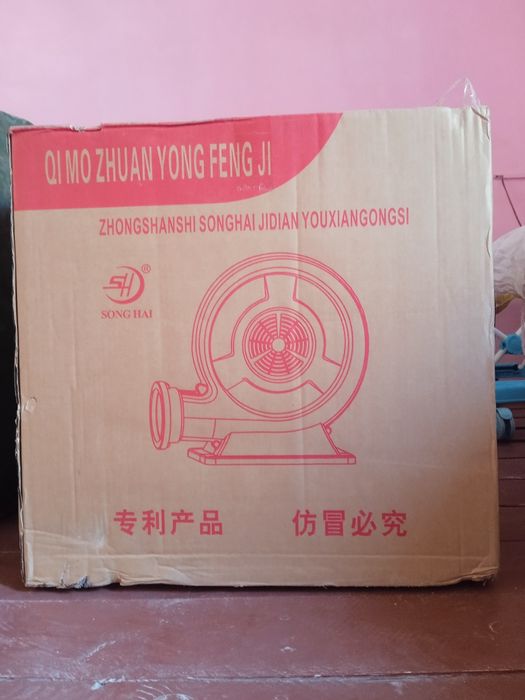 QI MO ZHUAN YONG FENG JI
ZHONGSHANSHI SONGHAI JIDIAN YOUXIANGONGSI
SH®
SONG HAI
专利产品 仿冒必究